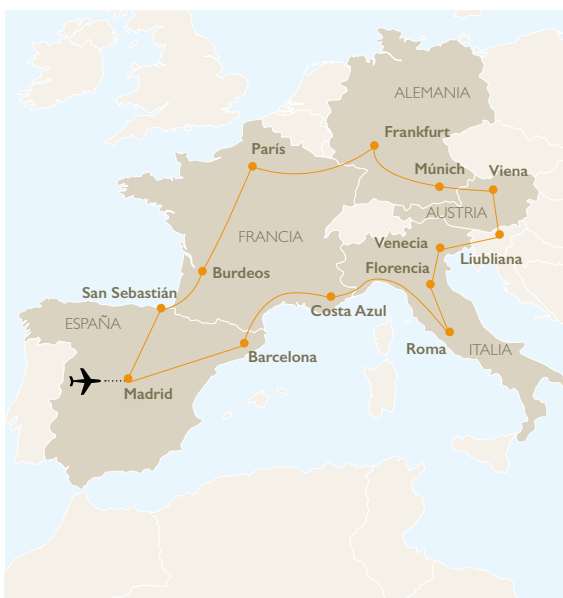 ALEMANIA
Frankfurt
París
Múnich
Viena
AUSTRIA
FRANCIA
Venecia
Liubliana
Florencia
Burdeos
San Sebastián
Costa Azul
ESPAÑA
Roma
ITALIA
Barcelona
Madrid